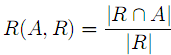 R(A, R) = |R ∩ A| / |R|